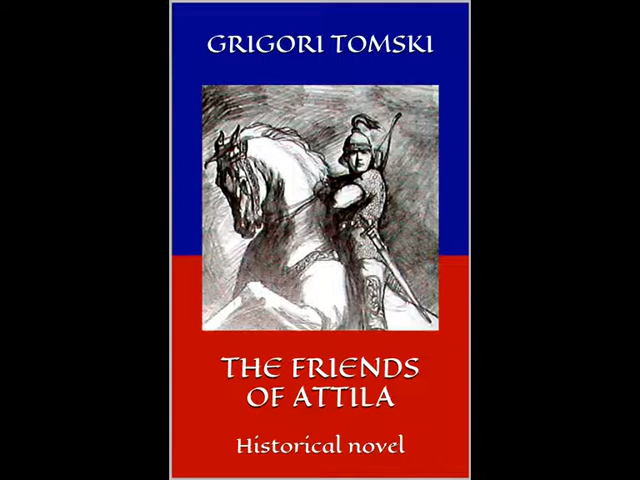 GRIGORI TOMSKI
THE FRIENDS
OF ATTILA
Historical novel